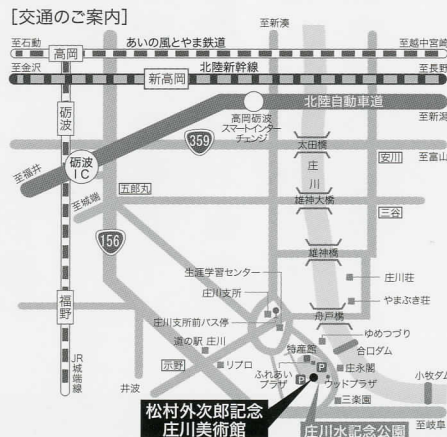 [交通のご案内]
至新湊
至石動
高岡
あいの風とやま鉄道
至越中宮崎
至金沢
新高岡
北陸新幹線
至長野
砺波
北陸自動車道
至新潟
高岡砺波
スマートインター
チェンジ
359
太田橋
安川
至富山
砺波
IC
至福井
庄川
五郎丸
至城端
雄神大橋
三谷
156
雄神橋
生涯学習センター
庄川荘
庄川支所
やまぶき荘
福野
舟戸橋
庄川支所前バス停
ゆめつづり
道の駅 庄川
特産館
合口ダム
示野
リブロ
ふれあい
プラザ
P
P
庄永閣
小牧ダム
ウッドプラザ
JR城端線
井波
三楽園
松村外次郎記念
庄川美術館
庄川水記念公園
至岐阜